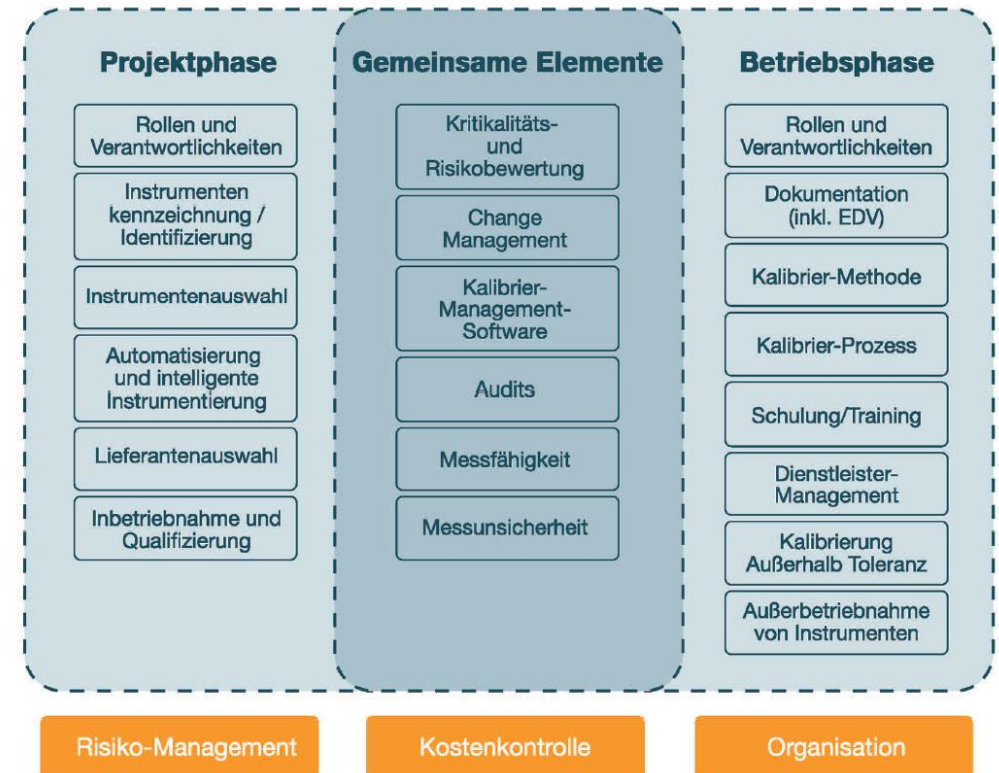 Projektphase
Rollen und
Verantwortlichkeiten
Instrumenten
kennzeichnung /
Identifizierung
Instrumentenauswahl
Automatisierung
und intelligente
Instrumentierung
Lieferantenauswahl
Inbetriebnahme und
Qualifizierung
Gemeinsame Elemente
Kritikalitäts-
und
Risikobewertung
Change
Management
Kalibrier-
Management-
Software
Audits
Messfähigkeit
Messunsicherheit
Betriebsphase
Rollen und
Verantwortlichkeiten
Dokumentation
(inkl. EDV)
Kalibrier-Methode
Kalibrier-Prozess
Schulung/Training
Dienstleister-
Management
Kalibrierung
Außerhalb Toleranz
Außerbetriebnahme
von Instrumenten
Risiko-Management
Kostenkontrolle
Organisation